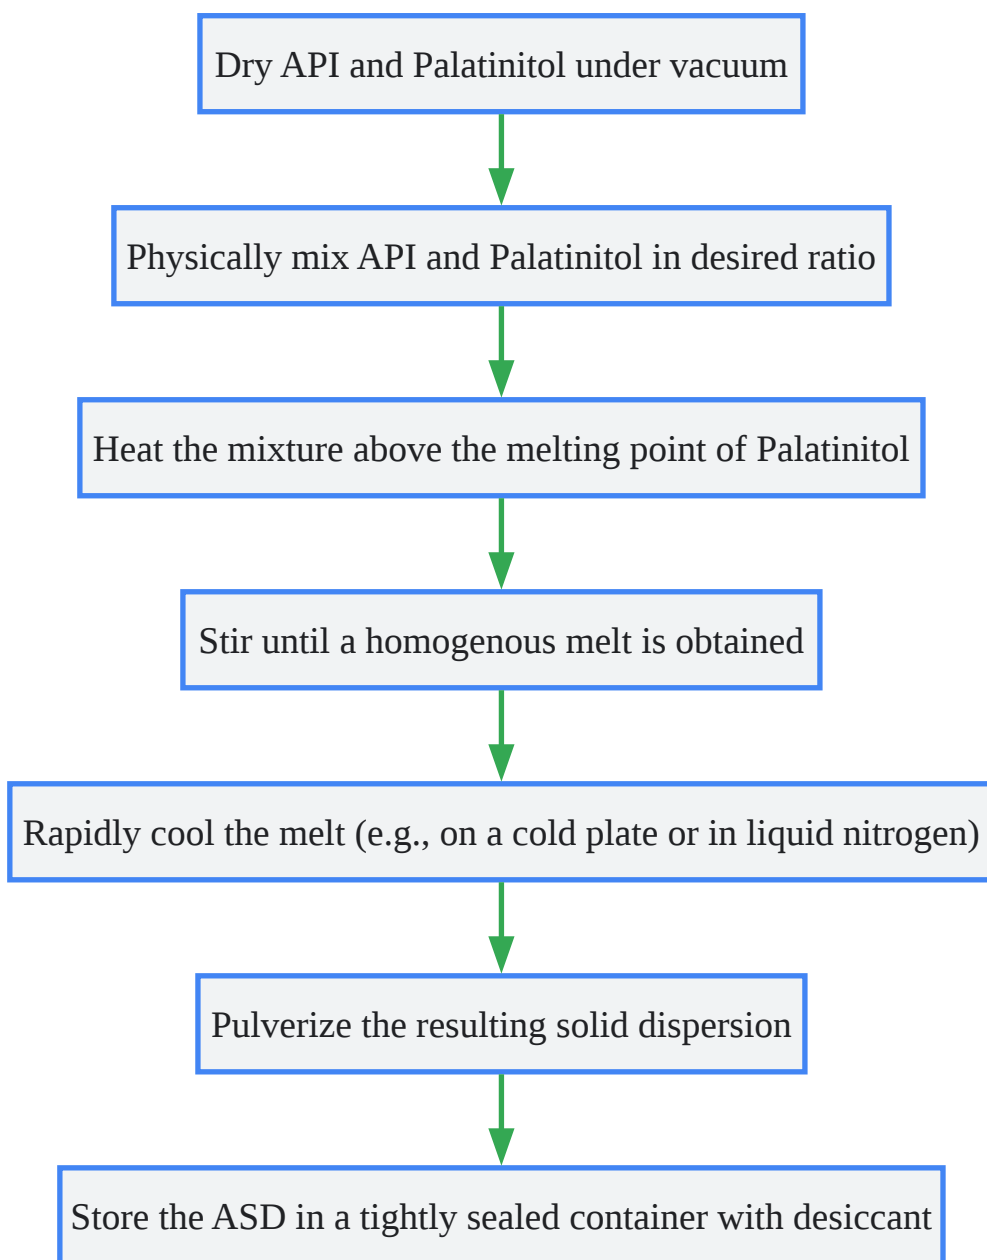 Dry API and Palatinitol under vacuum
Physically mix API and Palatinitol in desired ratio
Heat the mixture above the melting point of Palatinitol
Stir until a homogenous melt is obtained
Rapidly cool the melt (e.g., on a cold plate or in liquid nitrogen)
Pulverize the resulting solid dispersion
Store the ASD in a tightly sealed container with desiccant